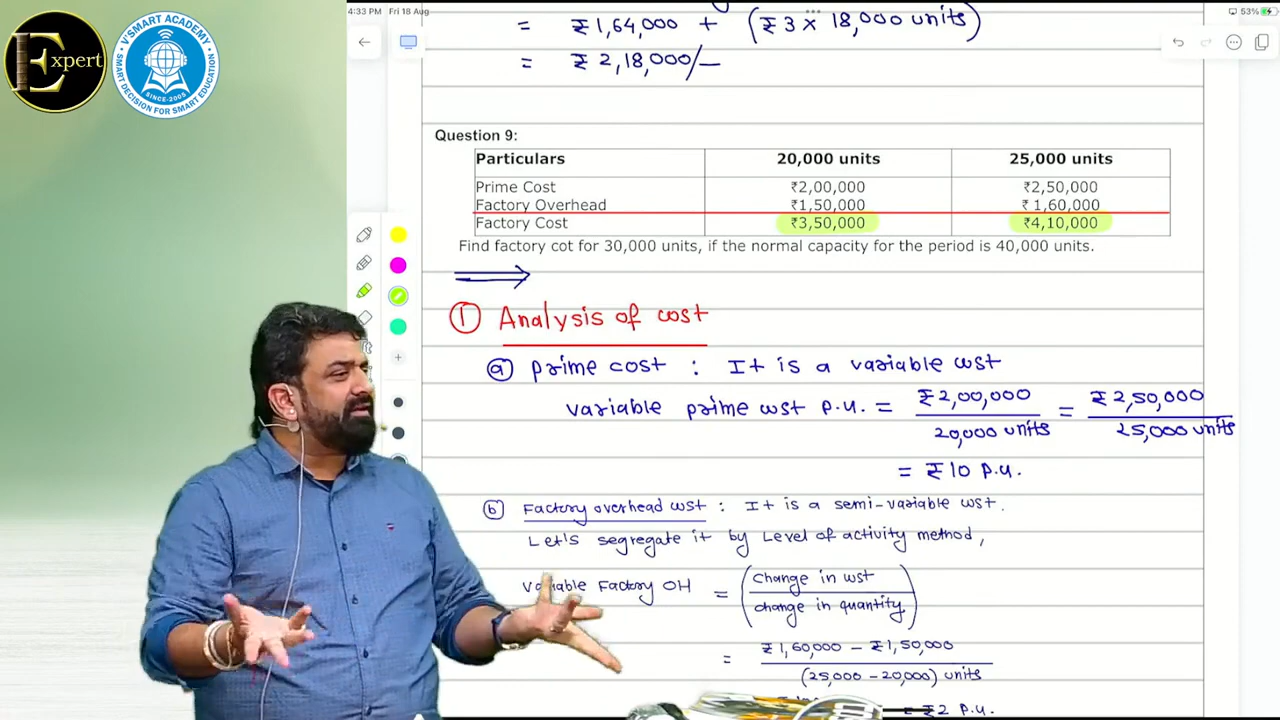 4:33 PM Fri 18 Aug
53%
V'SMART ACADEMY
SMART DECISION FOR SMART EDUCATION
SINCE-2005
Expert
= ₹1,64,000 + (₹3 x 18,000 units)
= ₹2,18,000/-
Question 9:
Particulars 20,000 units 25,000 units
Prime Cost ₹2,00,000 ₹2,50,000
Factory Overhead ₹1,50,000 ₹ 1,60,000
Factory Cost ₹3,50,000 ₹4,10,000
Find factory cot for 30,000 units, if the normal capacity for the period is 40,000 units.
① Analysis of cost
ⓐ prime cost : It is a variable cost
variable prime cost p.u. = ₹2,00,000 / 20,000 units = ₹2,50,000 / 25,000 units
= ₹10 p.u.
ⓑ Factory overhead cost : It is a semi-variable cost.
Let's segregate it by Level of activity method,
Variable Factory OH = (change in cost / change in quantity)
= ₹1,60,000 - ₹1,50,000 / (25,000 - 20,000) units
= ₹2 p.u.